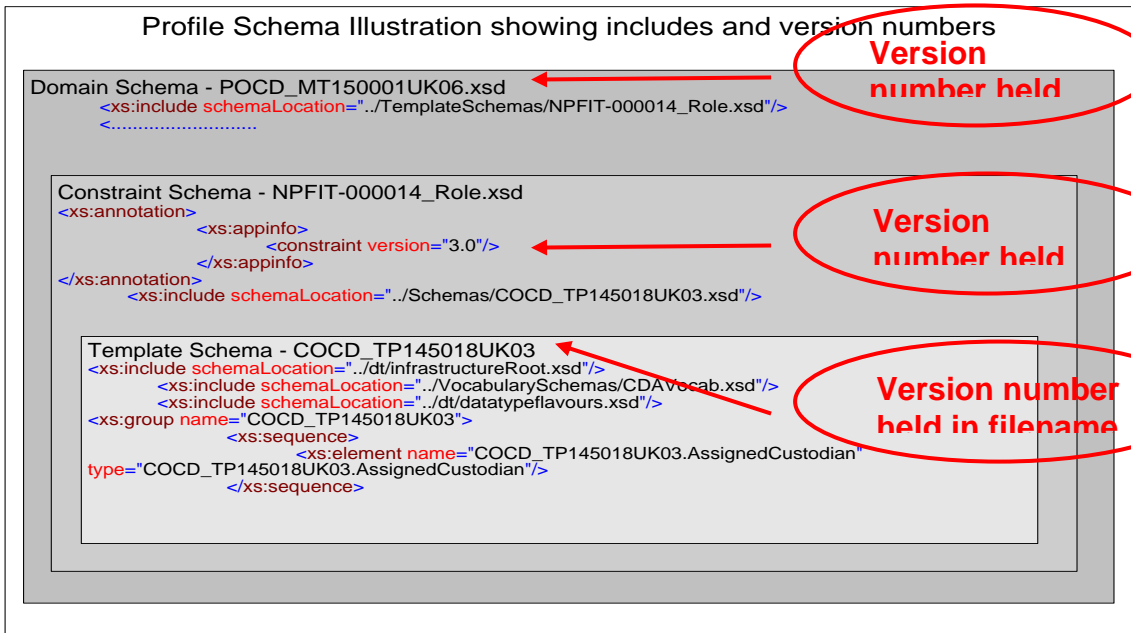 Profile Schema Illustration showing includes and version numbers
Version
number held
Domain Schema - POCD_MT150001UK06.xsd
<xs:include schemaLocation="../TemplateSchemas/NPFIT-000014_Role.xsd"/>
<...........................
Constraint Schema - NPFIT-000014_Role.xsd
<xs:annotation>
<xs:appinfo>
<constraint version="3.0"/>
</xs:appinfo>
</xs:annotation>
<xs:include schemaLocation="../Schemas/COCD_TP145018UK03.xsd"/>
Version
number held
Template Schema - COCD_TP145018UK03
<xs:include schemaLocation="../dt/infrastructureRoot.xsd"/>
<xs:include schemaLocation="../VocabularySchemas/CDAVocab.xsd"/>
<xs:include schemaLocation="../dt/datatypeflavours.xsd"/>
<xs:group name="COCD_TP145018UK03">
<xs:sequence>
<xs:element name="COCD_TP145018UK03.AssignedCustodian"
type="COCD_TP145018UK03.AssignedCustodian"/>
</xs:sequence>
Version number
held in filename